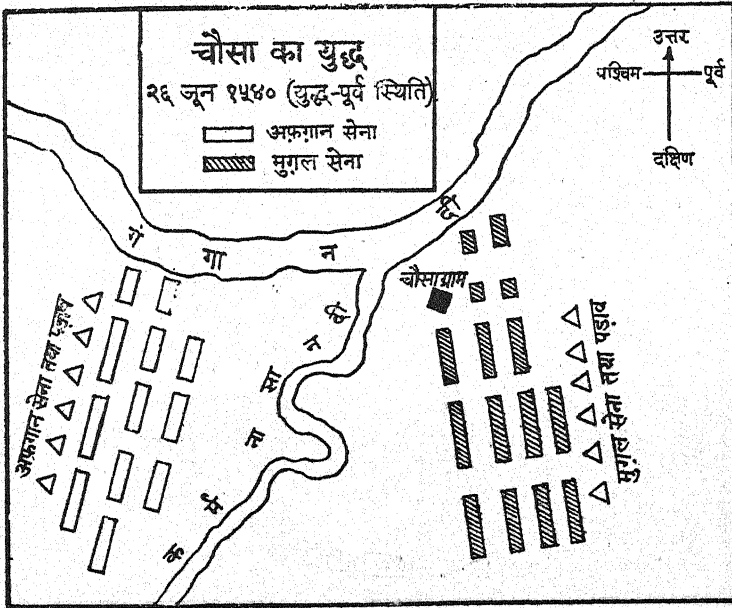 चौसा का युद्ध
२६ जून १५४० (युद्ध-पूर्व स्थिति)
अफ़ग़ान सेना
मुग़ल सेना
उत्तर
पश्चिम
पूर्व
दक्षिण
गंगा नदी
चौसाग्राम
कर्मनासा नदी
अफ़ग़ान सेना तथा पड़ाव
मुग़ल सेना तथा पड़ाव